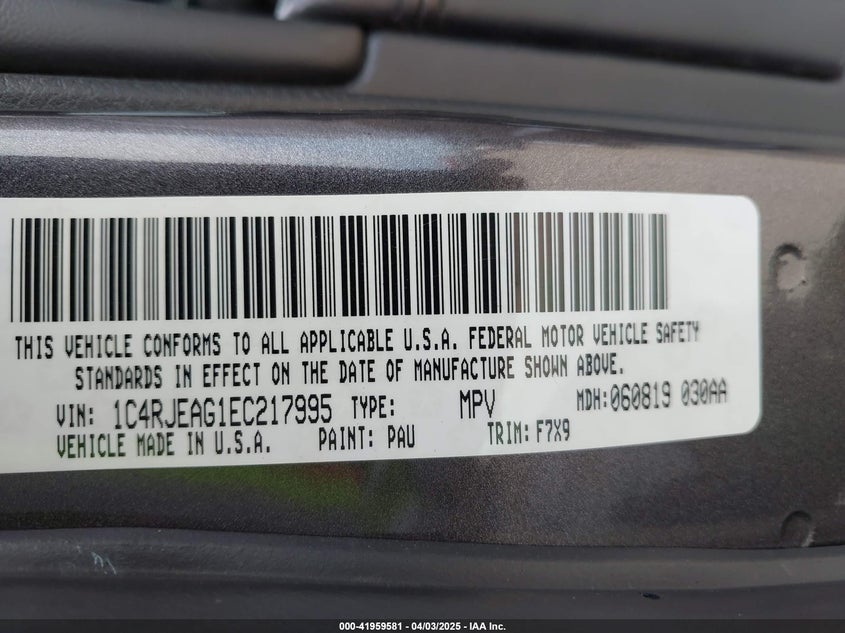 THIS VEHICLE CONFORMS TO ALL APPLICABLE U.S.A. FEDERAL MOTOR VEHICLE SAFETY
STANDARDS IN EFFECT ON THE DATE OF MANUFACTURE SHOWN ABOVE.
VIN: 1C4RJEAG1EC217995 TYPE: MPV MDH: 060819 030AA
VEHICLE MADE IN U.S.A. PAINT: PAU TRIM: F7X9
000-41959581 - 04/03/2025 - IAA Inc.